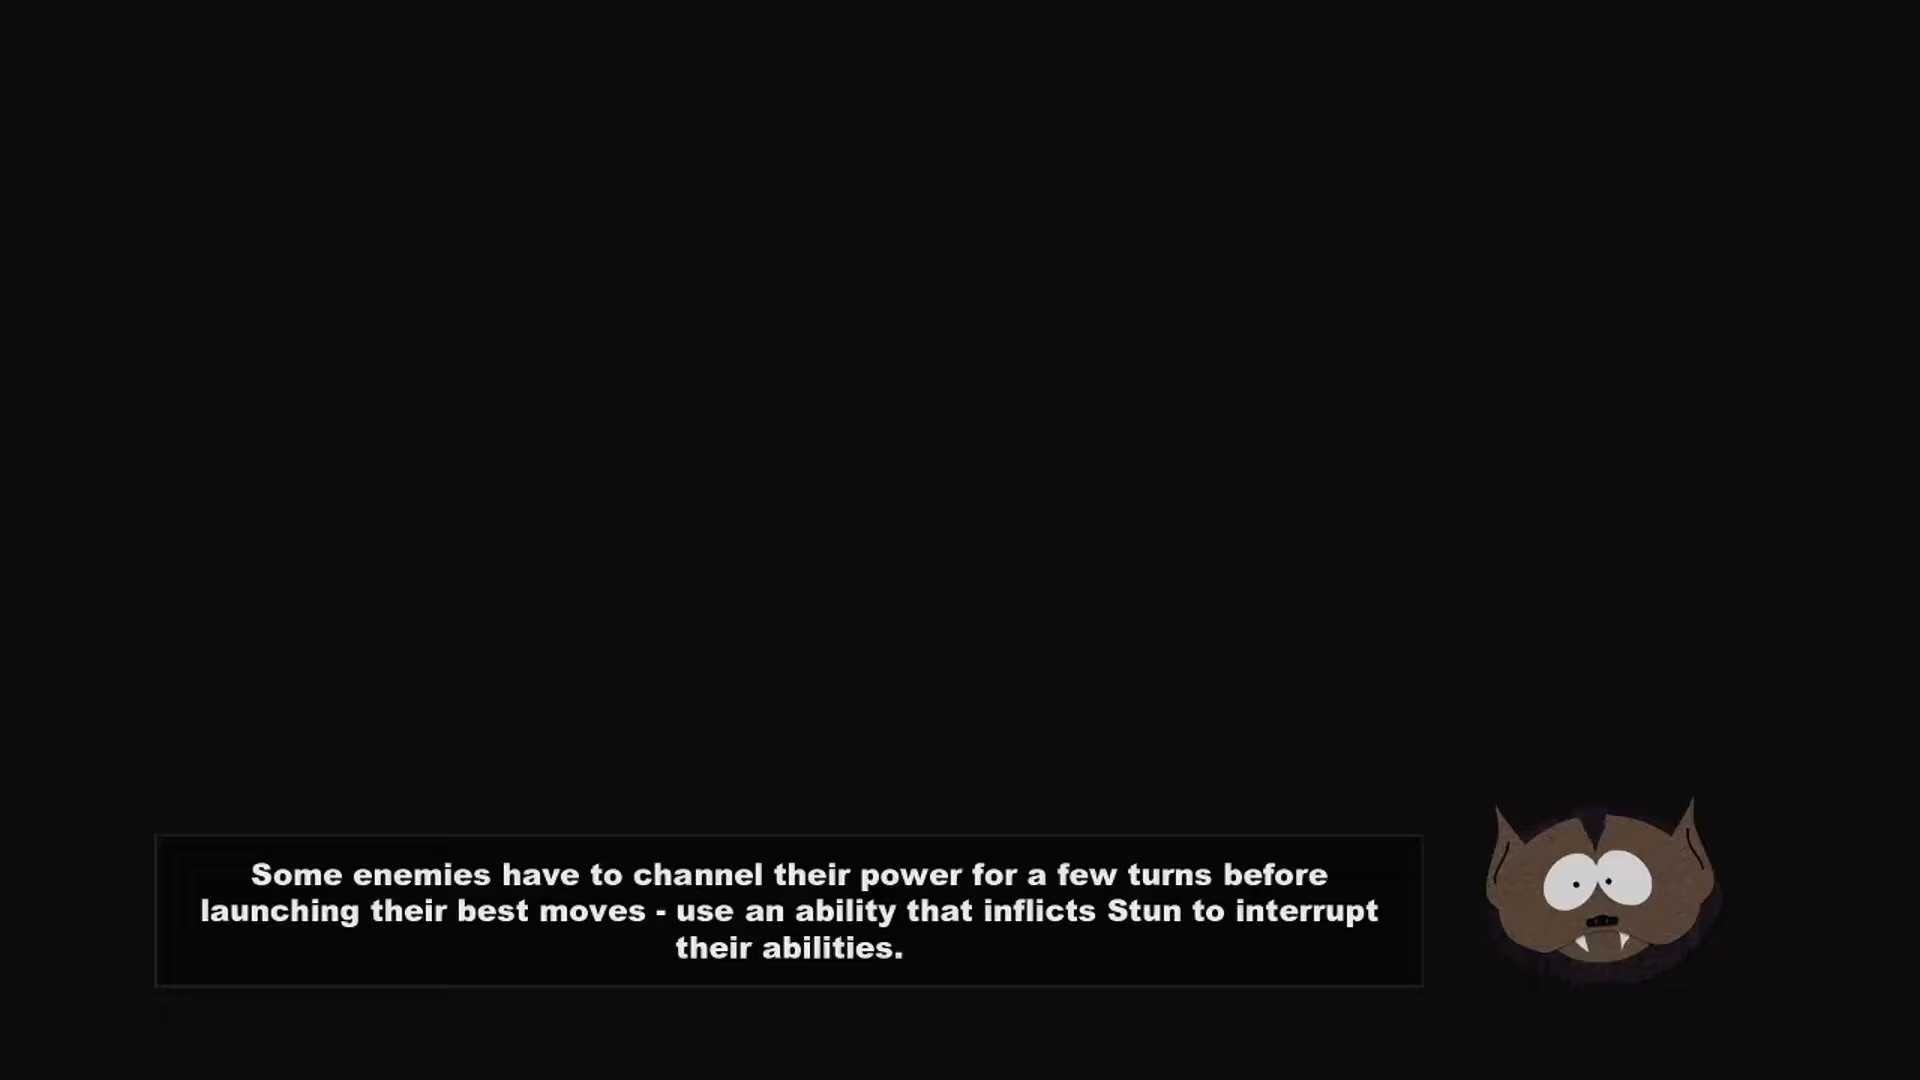 Some enemies have to channel their power for a few turns before
launching their best moves - use an ability that inflicts Stun to interrupt
their abilities.